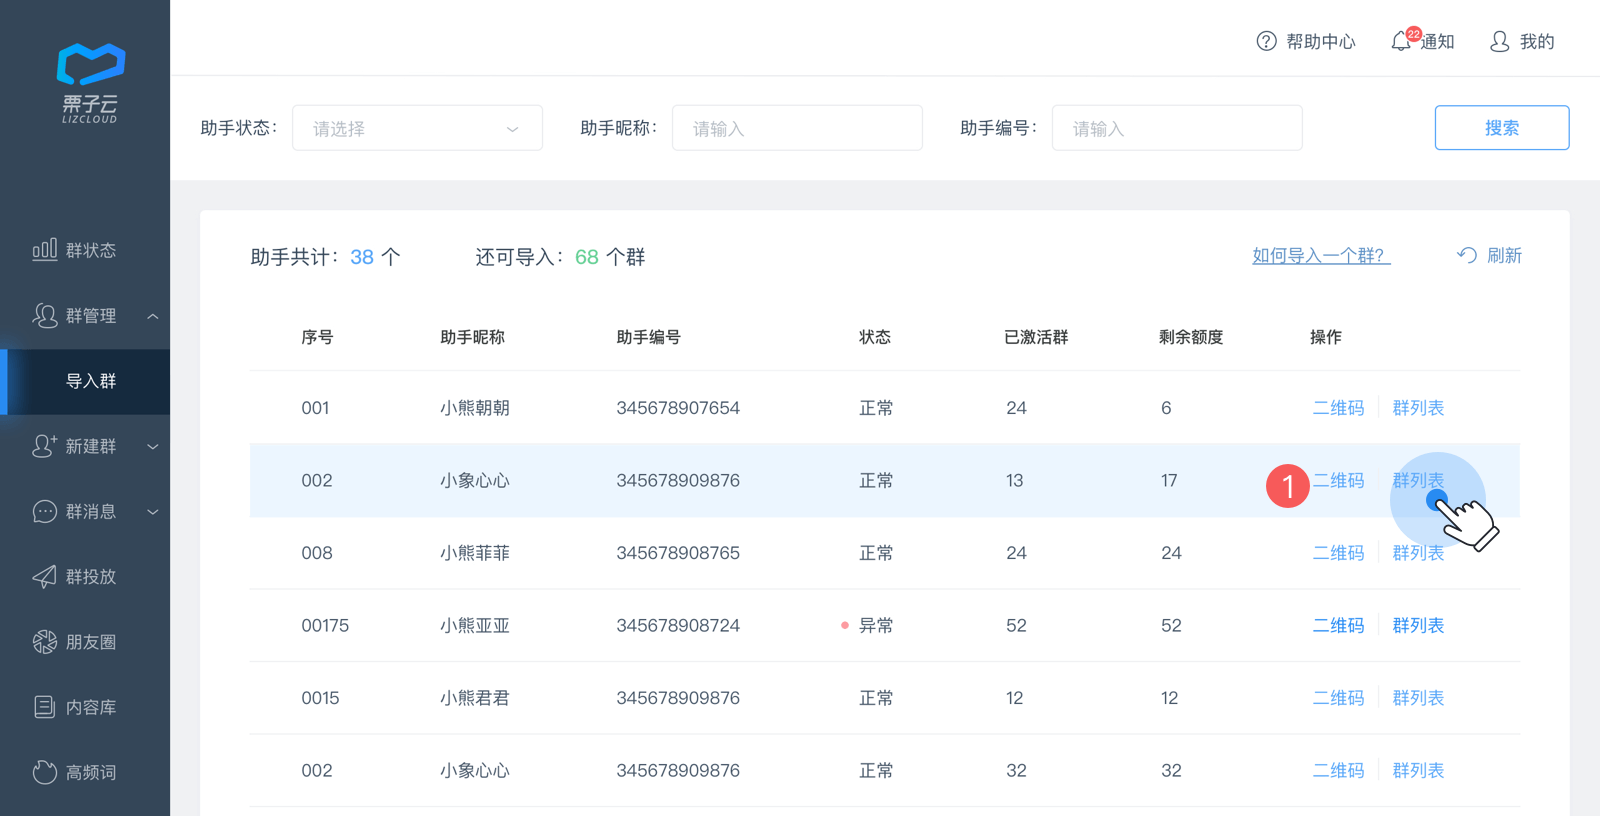 帮助中心
22
通知
我的
栗子云
LIZCLOUD
助手状态：
请选择
助手昵称：
请输入
助手编号：
请输入
搜索
群状态
群管理
导入群
新建群
群消息
群投放
朋友圈
内容库
高频词
助手共计：38 个
还可导入：68 个群
如何导入一个群？
刷新
序号 助手昵称 助手编号 状态 已激活群 剩余额度 操作
001 小熊朝朝 345678907654 正常 24 6 二维码 群列表
002 小象心心 345678909876 正常 13 17 1 二维码 群列表
008 小熊菲菲 345678908765 正常 24 24 二维码 群列表
00175 小熊亚亚 345678908724 异常 52 52 二维码 群列表
0015 小熊君君 345678909876 正常 12 12 二维码 群列表
002 小象心心 345678909876 正常 32 32 二维码 群列表